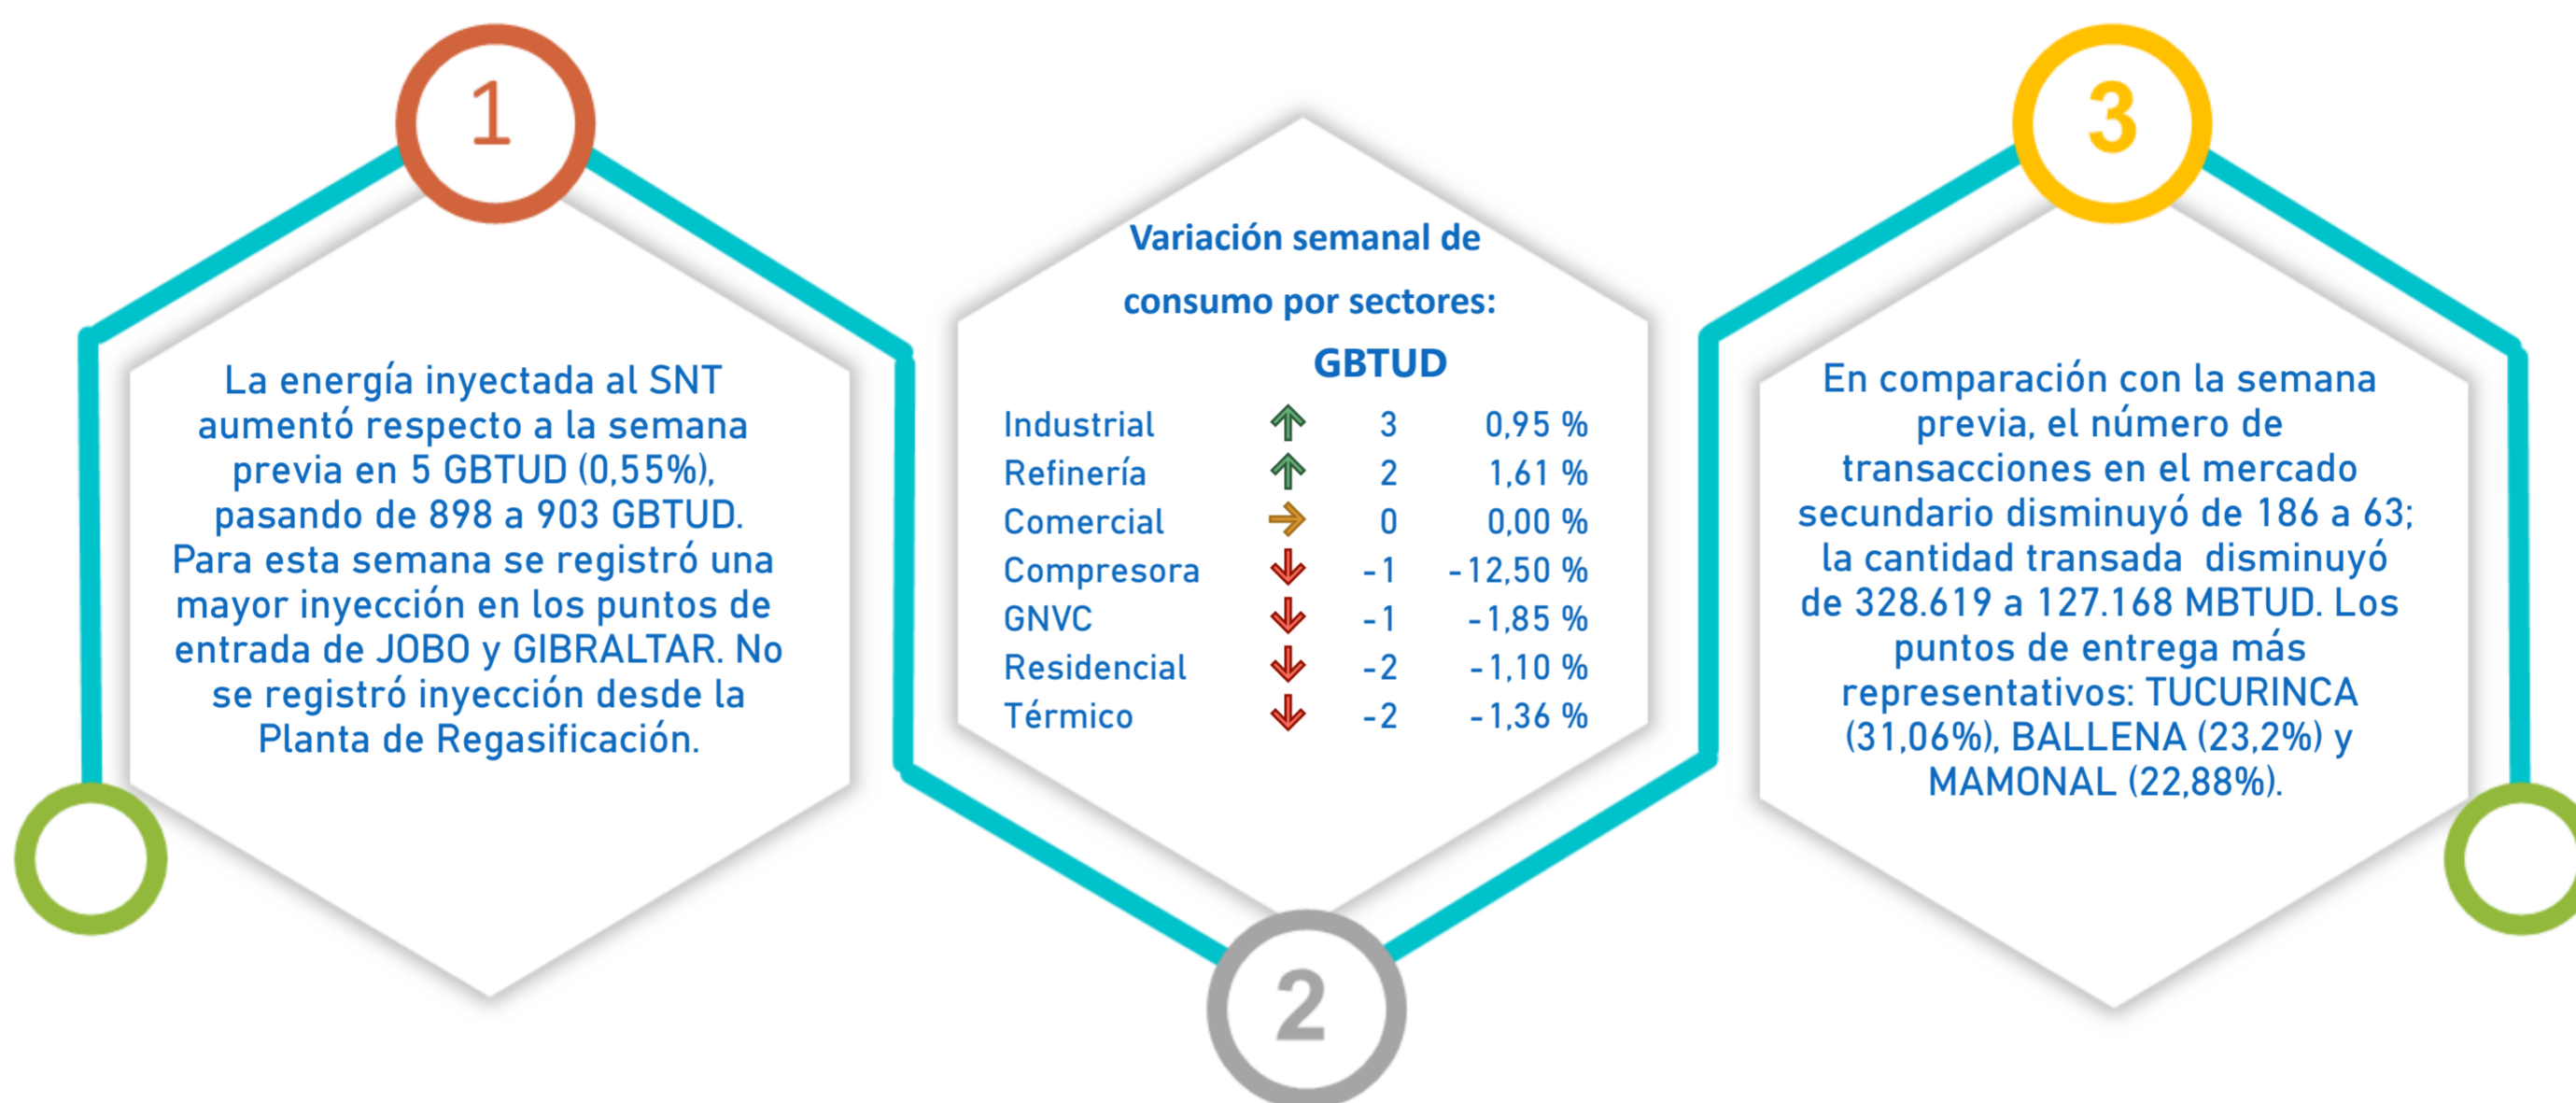 1
La energía inyectada al SNT
aumentó respecto a la semana
previa en 5 GBTUD (0,55%),
pasando de 898 a 903 GBTUD.
Para esta semana se registró una
mayor inyección en los puntos de
entrada de JOBO y GIBRALTAR. No
se registró inyección desde la
Planta de Regasificación.
Variación semanal de
consumo por sectores:
GBTUD
Industrial 3 0,95 %
Refinería 2 1,61 %
Comercial 0 0,00 %
Compresora -1 -12,50 %
GNVC -1 -1,85 %
Residencial -2 -1,10 %
Térmico -2 -1,36 %
2
3
En comparación con la semana
previa, el número de
transacciones en el mercado
secundario disminuyó de 186 a 63;
la cantidad transada disminuyó
de 328.619 a 127.168 MBTUD. Los
puntos de entrega más
representativos: TUCURINCA
(31,06%), BALLENA (23,2%) y
MAMONAL (22,88%).